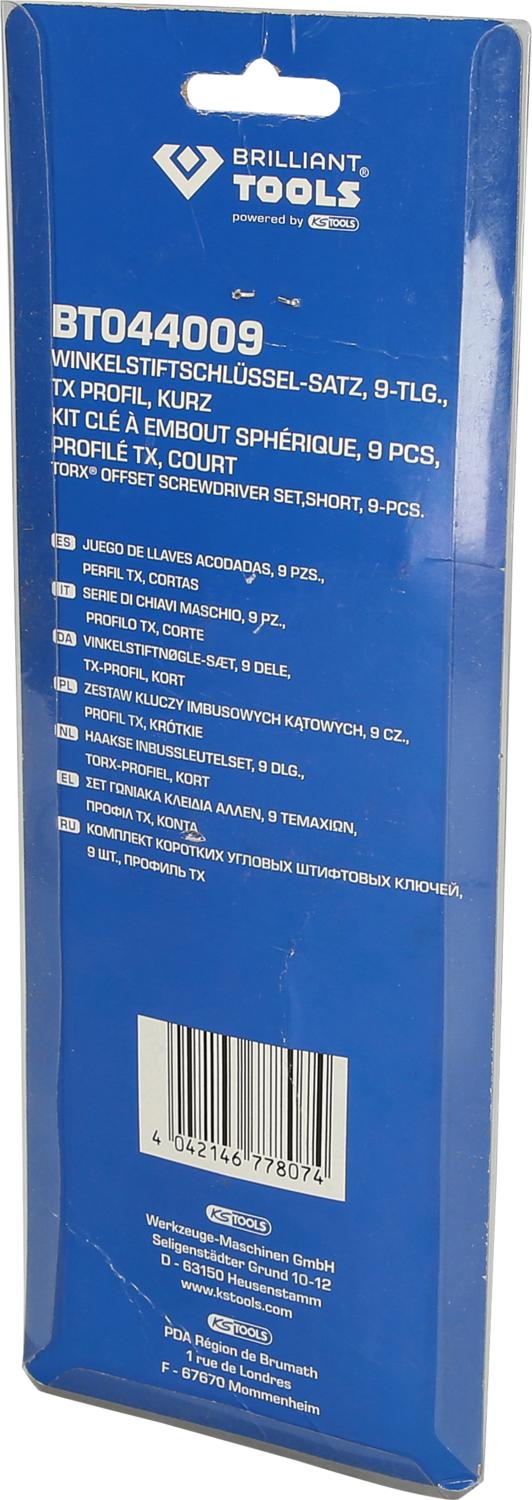 BRILLIANT
TOOLS®
powered by KSTOOLS
BT044009
WINKELSTIFTSCHLÜSSEL-SATZ, 9-TLG.,
TX PROFIL, KURZ
KIT CLÉ À EMBOUT SPHÉRIQUE, 9 PCS,
PROFILÉ TX, COURT
TORX® OFFSET SCREWDRIVER SET,SHORT, 9-PCS.
ES JUEGO DE LLAVES ACODADAS, 9 PZS.,
PERFIL TX, CORTAS
IT SERIE DI CHIAVI MASCHIO, 9 PZ.,
PROFILO TX, CORTE
DA VINKELSTIFTNØGLE-SÆT, 9 DELE,
TX-PROFIL, KORT
PL ZESTAW KLUCZY IMBUSOWYCH KĄTOWYCH, 9 CZ.,
PROFIL TX, KRÓTKIE
NL HAAKSE INBUSSLEUTELSET, 9 DLG.,
TORX-PROFIEL, KORT
EL ΣΕΤ ΓΩΝΙΑΚΑ ΚΛΕΙΔΙΑ ΑΛΛΕΝ, 9 ΤΕΜΑΧΙΩΝ,
ΠΡΟΦΙΛ ΤΧ, ΚΟΝΤΑ
RU КОМПЛЕКТ КОРОТКИХ УГЛОВЫХ ШТИФТОВЫХ КЛЮЧЕЙ,
9 ШТ., ПРОФИЛЬ TX
4 042146 778074
KSTOOLS
Werkzeuge-Maschinen GmbH
Seligenstädter Grund 10-12
D - 63150 Heusenstamm
www.kstools.com
KSTOOLS
PDA Région de Brumath
1 rue de Londres
F - 67670 Mommenheim